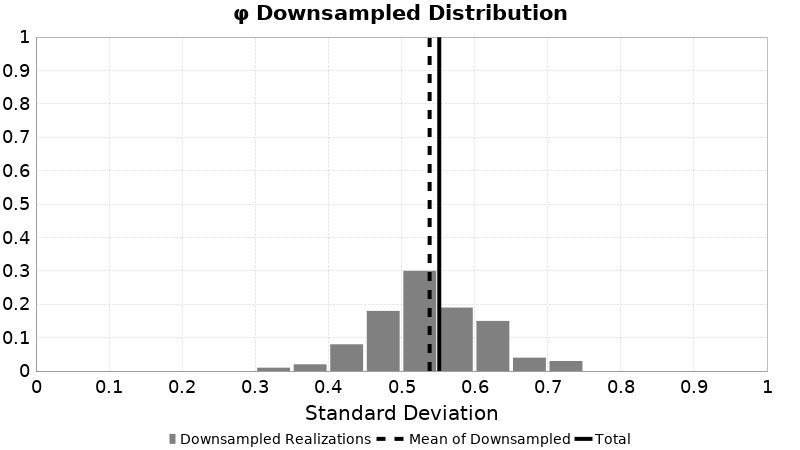 φ Downsampled Distribution
1
0.9
0.8
0.7
0.6
0.5
0.4
0.3
0.2
0.1
0
0 0.1 0.2 0.3 0.4 0.5 0.6 0.7 0.8 0.9 1
Standard Deviation
Downsampled Realizations Mean of Downsampled Total